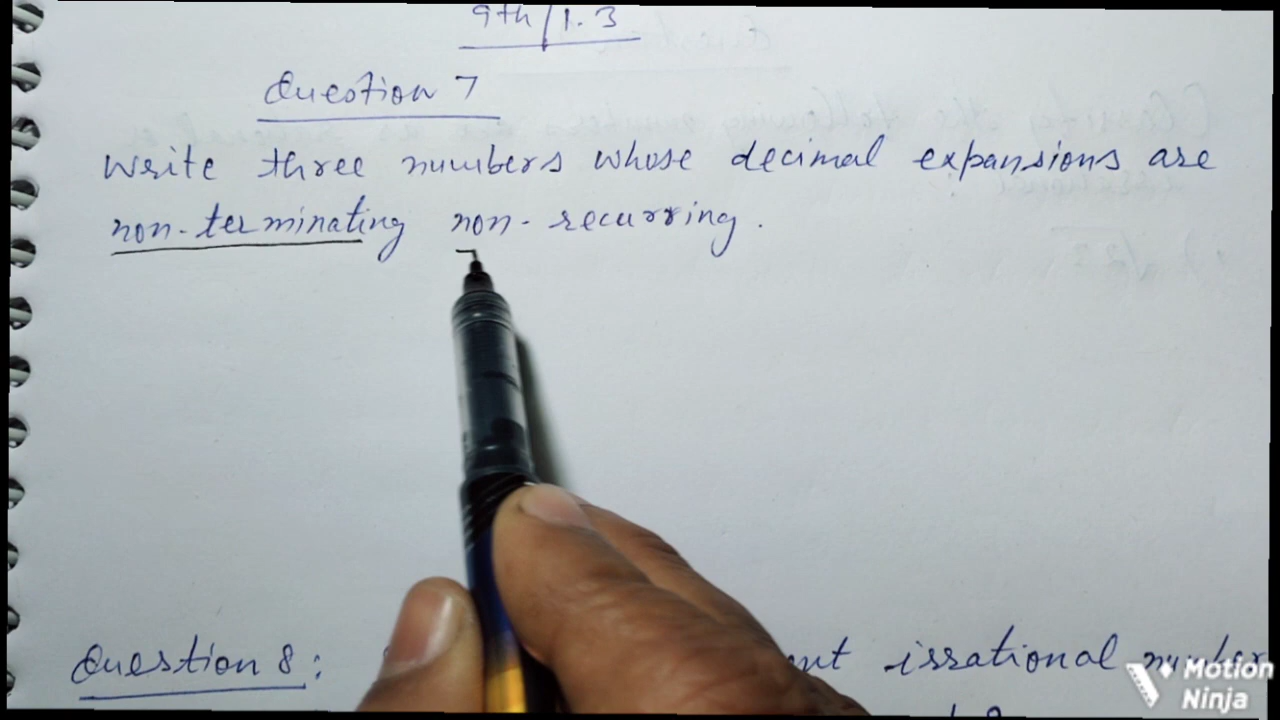 9th/1.3
Question 7
Write three numbers whose decimal expansions are
non-terminating non-recurring.
Question 8: irrational number
Motion
Ninja